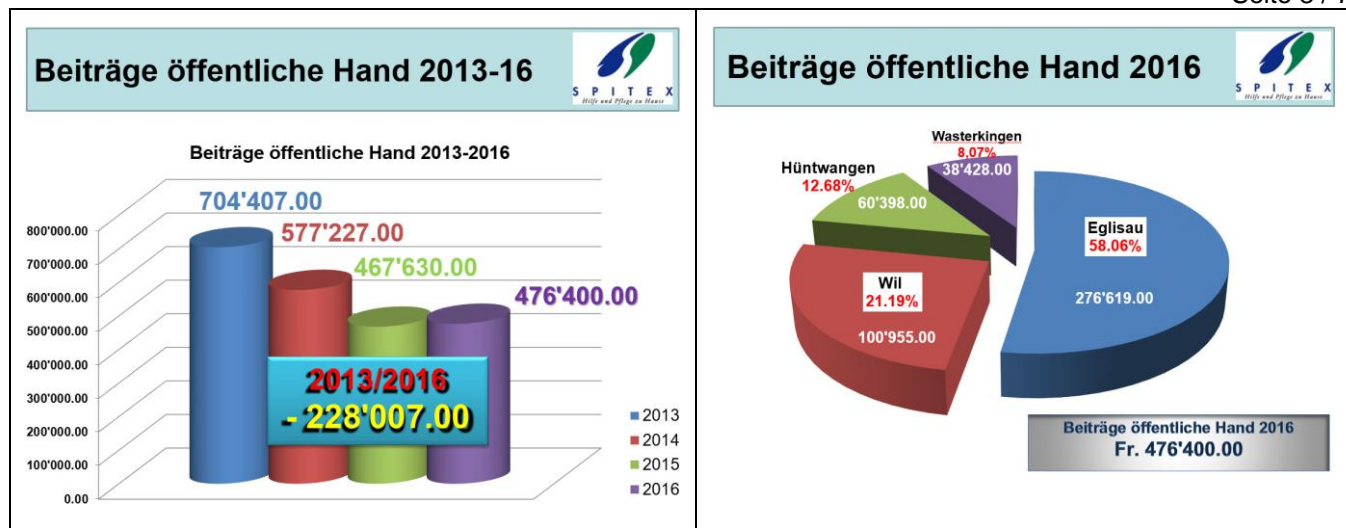 Beiträge öffentliche Hand 2013-16
SPITEX
Hilfe und Pflege zu Hause
Beiträge öffentliche Hand 2013-2016
704'407.00
577'227.00
467'630.00
476'400.00
800'000.00
700'000.00
600'000.00
500'000.00
400'000.00
300'000.00
200'000.00
100'000.00
0.00
2013/2016
- 228'007.00
2013
2014
2015
2016
Beiträge öffentliche Hand 2016
SPITEX
Hilfe und Pflege zu Hause
Wasterkingen
8,07%
38'428.00
Hüntwangen
12.68%
60'398.00
Eglisau
58.06%
276'619.00
Wil
21.19%
100'955.00
Beiträge öffentliche Hand 2016
Fr. 476'400.00